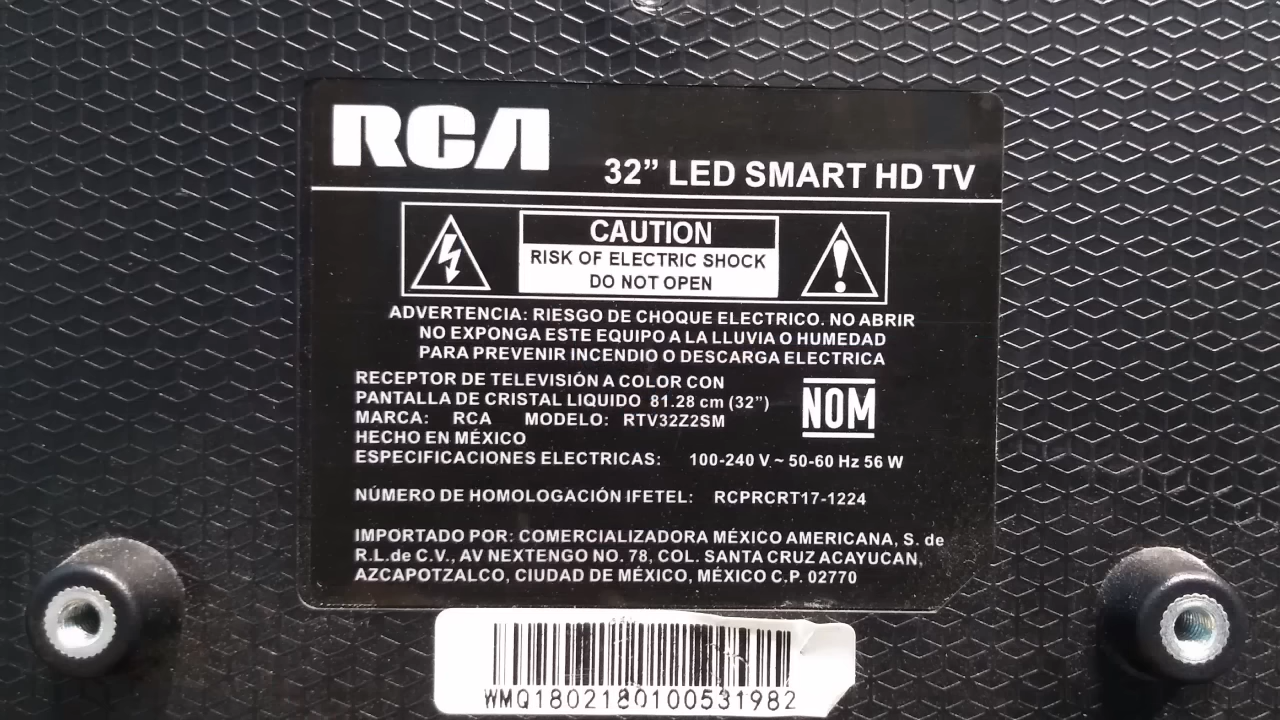 RCA
32” LED SMART HD TV
CAUTION
RISK OF ELECTRIC SHOCK
DO NOT OPEN
ADVERTENCIA: RIESGO DE CHOQUE ELECTRICO. NO ABRIR
NO EXPONGA ESTE EQUIPO A LA LLUVIA O HUMEDAD
PARA PREVENIR INCENDIO O DESCARGA ELECTRICA
RECEPTOR DE TELEVISIÓN A COLOR CON
PANTALLA DE CRISTAL LIQUIDO 81.28 cm (32”)
NOM
MARCA: RCA MODELO: RTV32Z2SM
HECHO EN MÉXICO
ESPECIFICACIONES ELECTRICAS: 100-240 V.~ 50-60 Hz 56 W
NÚMERO DE HOMOLOGACIÓN IFETEL: RCPRCRT17-1224
IMPORTADO POR: COMERCIALIZADORA MÉXICO AMERICANA, S. de
R.L.de C.V., AV NEXTENGO NO. 78, COL. SANTA CRUZ ACAYUCAN,
AZCAPOTZALCO, CIUDAD DE MÉXICO, MÉXICO C.P. 02770
WMQ1802180100531982